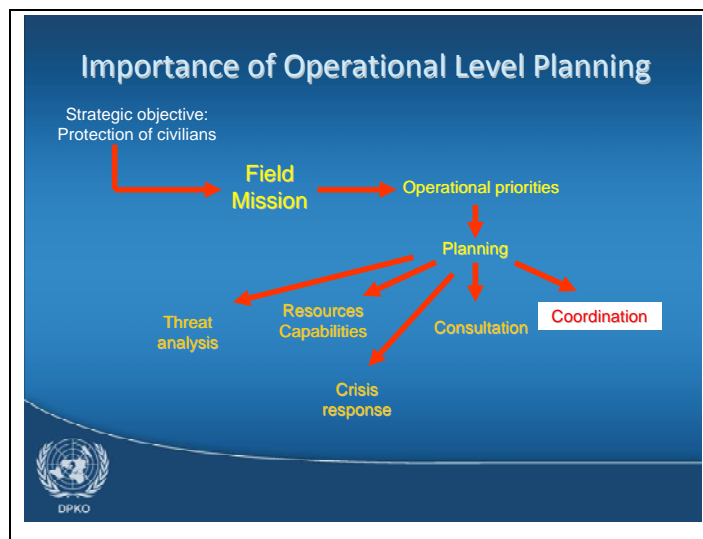 Importance of Operational Level Planning
Strategic objective:
Protection of civilians
Field
Mission
Operational priorities
Planning
Threat
analysis
Resources
Capabilities
Consultation
Coordination
Crisis
response
DPKO